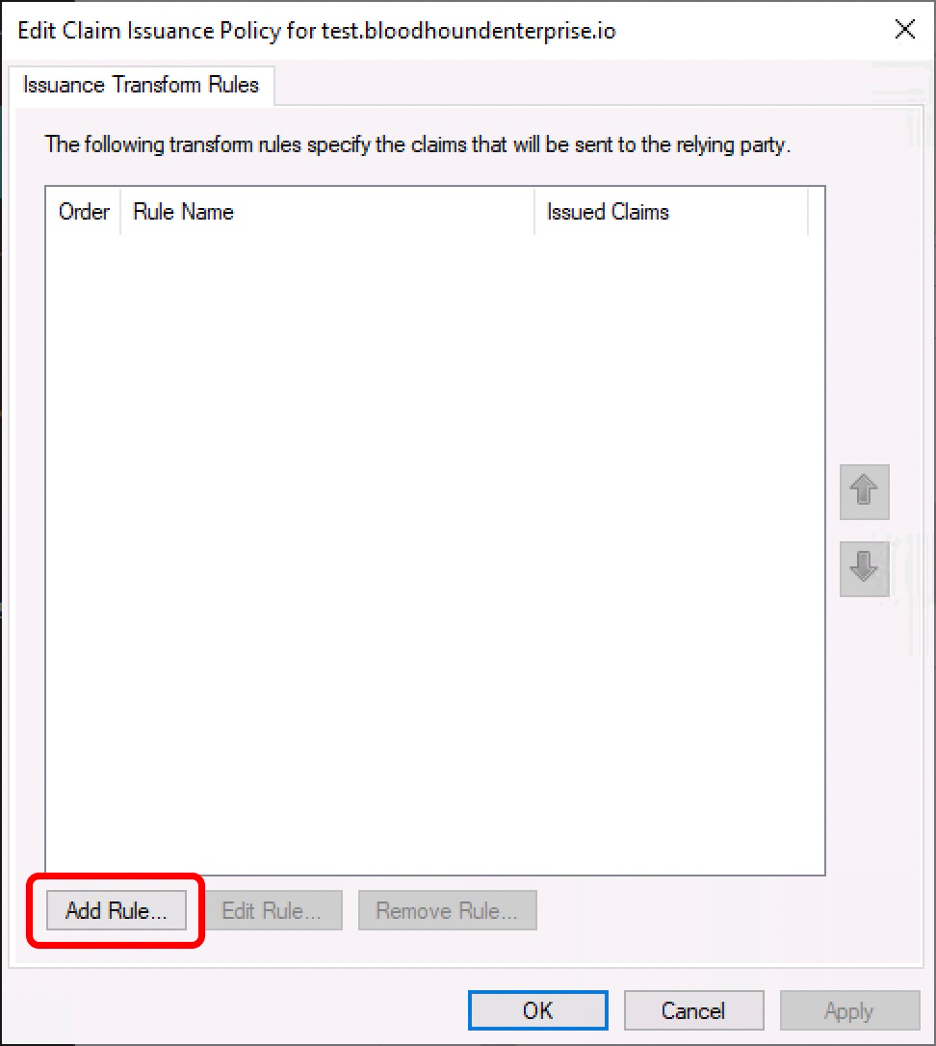 Edit Claim Issuance Policy for test.bloodhoundenterprise.io
Issuance Transform Rules
The following transform rules specify the claims that will be sent to the relying party.
Order Rule Name Issued Claims
Add Rule... Edit Rule... Remove Rule...
OK Cancel Apply